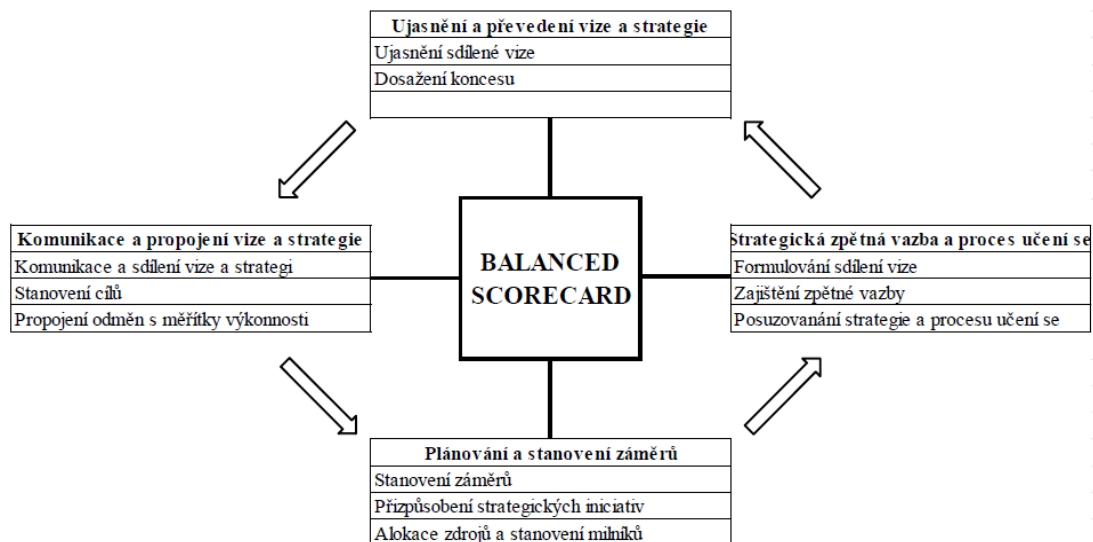 Ujasnění a převedení vize a strategie
Ujasnění sdílené vize
Dosažení koncesu
Komunikace a propojení vize a strategie
Komunikace a sdílení vize a strategi
Stanovení cílů
Propojení odměn s měřítky výkonnosti
BALANCED
SCORECARD
Strategická zpětná vazba a proces učení se
Formulování sdílení vize
Zajištění zpětné vazby
Posuzovanání strategie a procesu učení se
Plánování a stanovení záměrů
Stanovení záměrů
Přizpůsobení strategických iniciativ
Alokace zdrojů a stanovení milníků